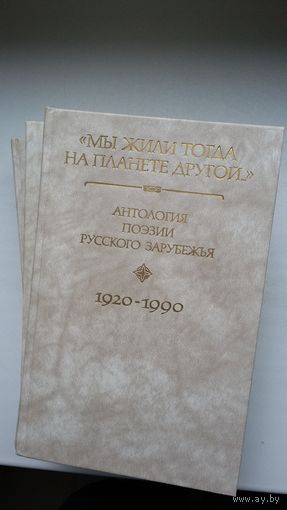 «МЫ ЖИЛИ ТОГДА
НА ПЛАНЕТЕ ДРУГОЙ..»
АНТОЛОГИЯ
ПОЭЗИИ
РУССКОГО ЗАРУБЕЖЬЯ
1920-1990
www.ay.by